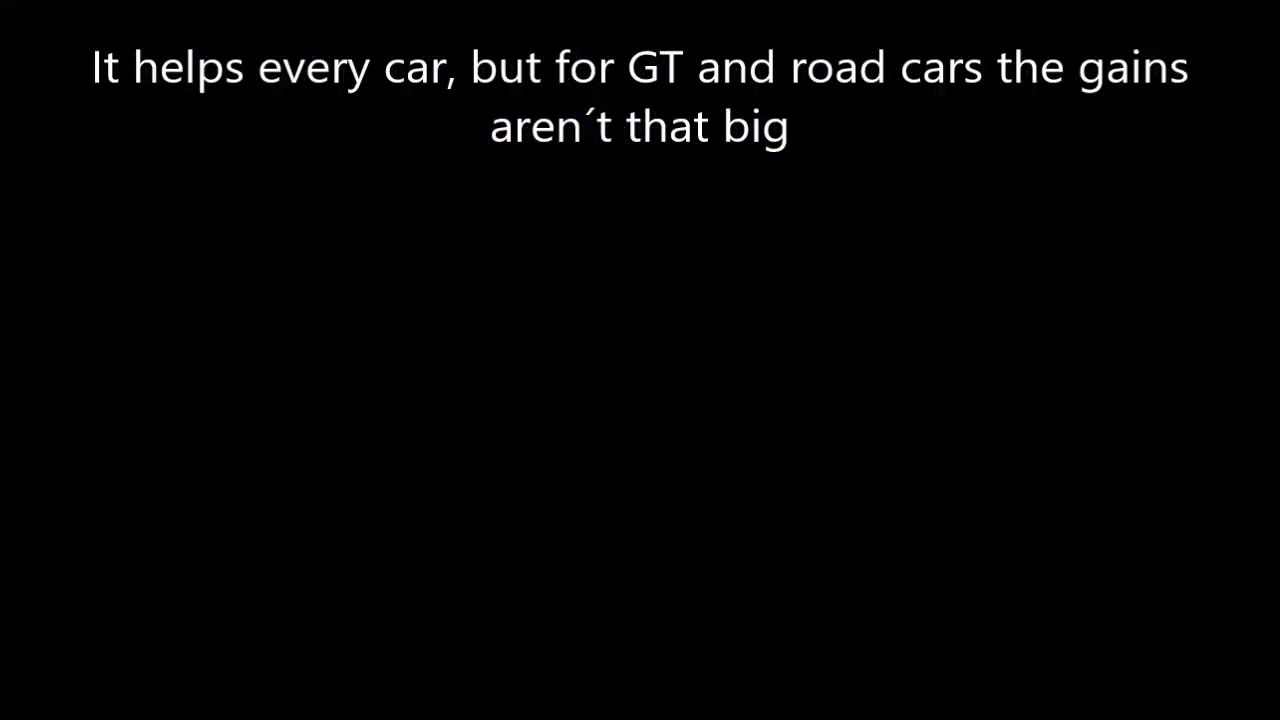 It helps every car, but for GT and road cars the gains
aren´t that big